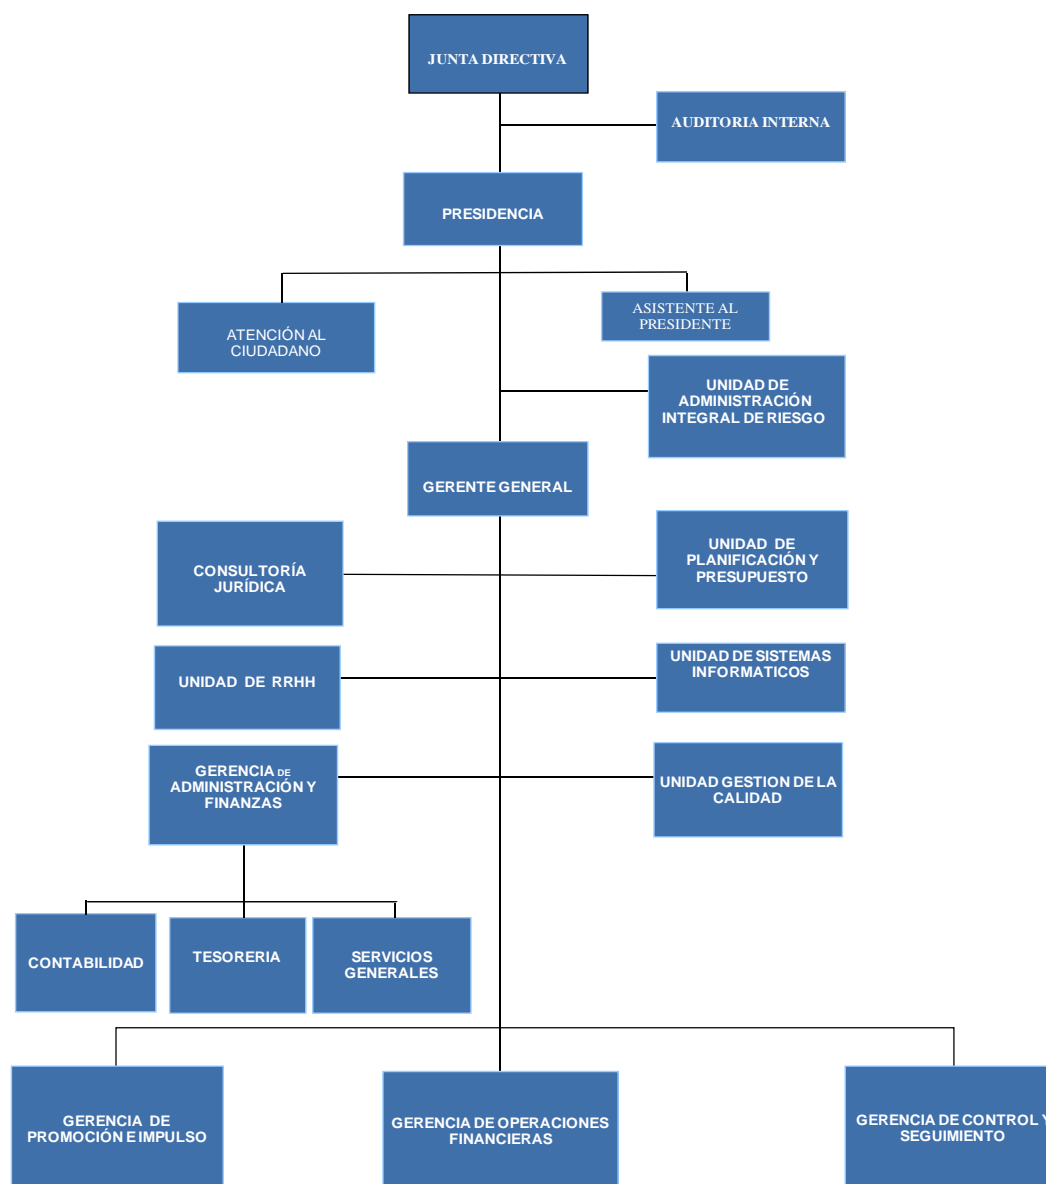 JUNTA DIRECTIVA
AUDITORIA INTERNA
PRESIDENCIA
ATENCIÓN AL
CIUDADANO
ASISTENTE AL
PRESIDENTE
UNIDAD DE
ADMINISTRACIÓN
INTEGRAL DE RIESGO
GERENTE GENERAL
CONSULTORÍA
JURÍDICA
UNIDAD DE
PLANIFICACIÓN Y
PRESUPUESTO
UNIDAD DE RRHH
UNIDAD DE SISTEMAS
INFORMATICOS
GERENCIA DE
ADMINISTRACIÓN Y
FINANZAS
UNIDAD GESTION DE LA
CALIDAD
CONTABILIDAD
TESORERIA
SERVICIOS
GENERALES
GERENCIA DE
PROMOCIÓN E IMPULSO
GERENCIA DE OPERACIONES
FINANCIERAS
GERENCIA DE CONTROL Y
SEGUIMIENTO